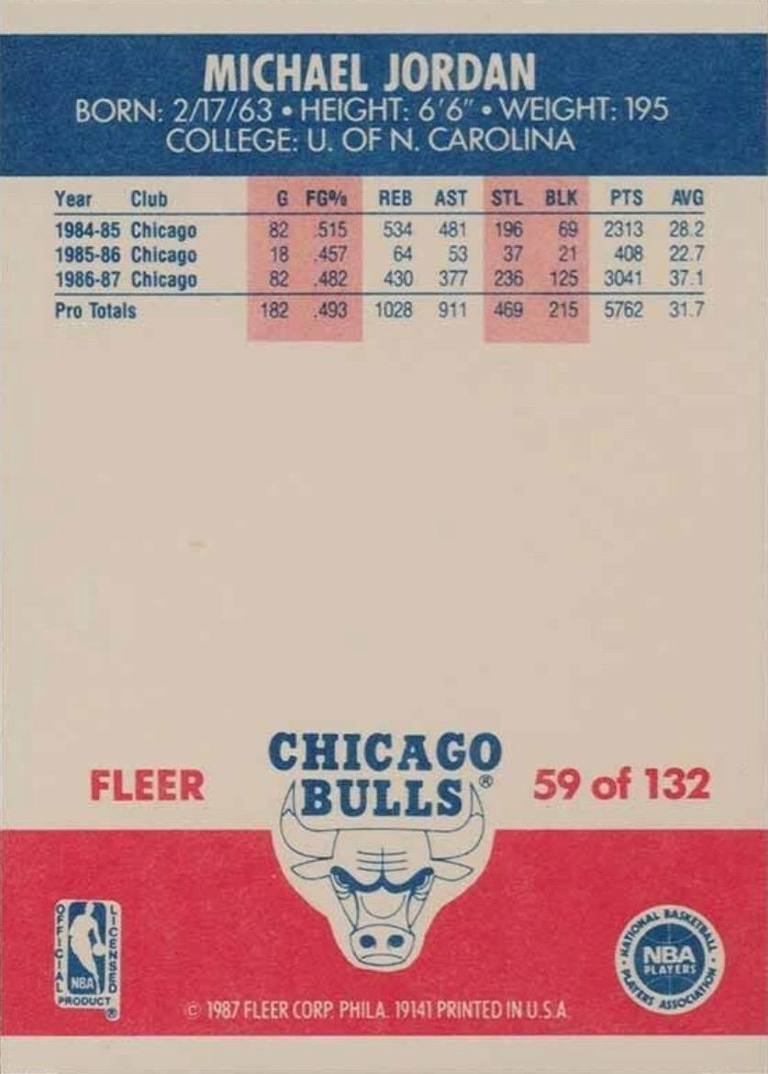 MICHAEL JORDAN
BORN: 2/17/63 • HEIGHT: 6'6" • WEIGHT: 195
COLLEGE: U. OF N. CAROLINA
Year Club G FG% REB AST STL BLK PTS AVG
1984-85 Chicago 82 .515 534 481 196 69 2313 28.2
1985-86 Chicago 18 .457 64 53 37 21 408 22.7
1986-87 Chicago 82 .482 430 377 236 125 3041 37.1
Pro Totals 182 .493 1028 911 469 215 5762 31.7
CHICAGO
BULLS®
FLEER
59 of 132
OFFICIAL LICENSED
NBA
PRODUCT ®
NATIONAL BASKETBALL
NBA
PLAYERS
PLAYERS ASSOCIATION
© 1987 FLEER CORP. PHILA. 19141 PRINTED IN U.S.A.